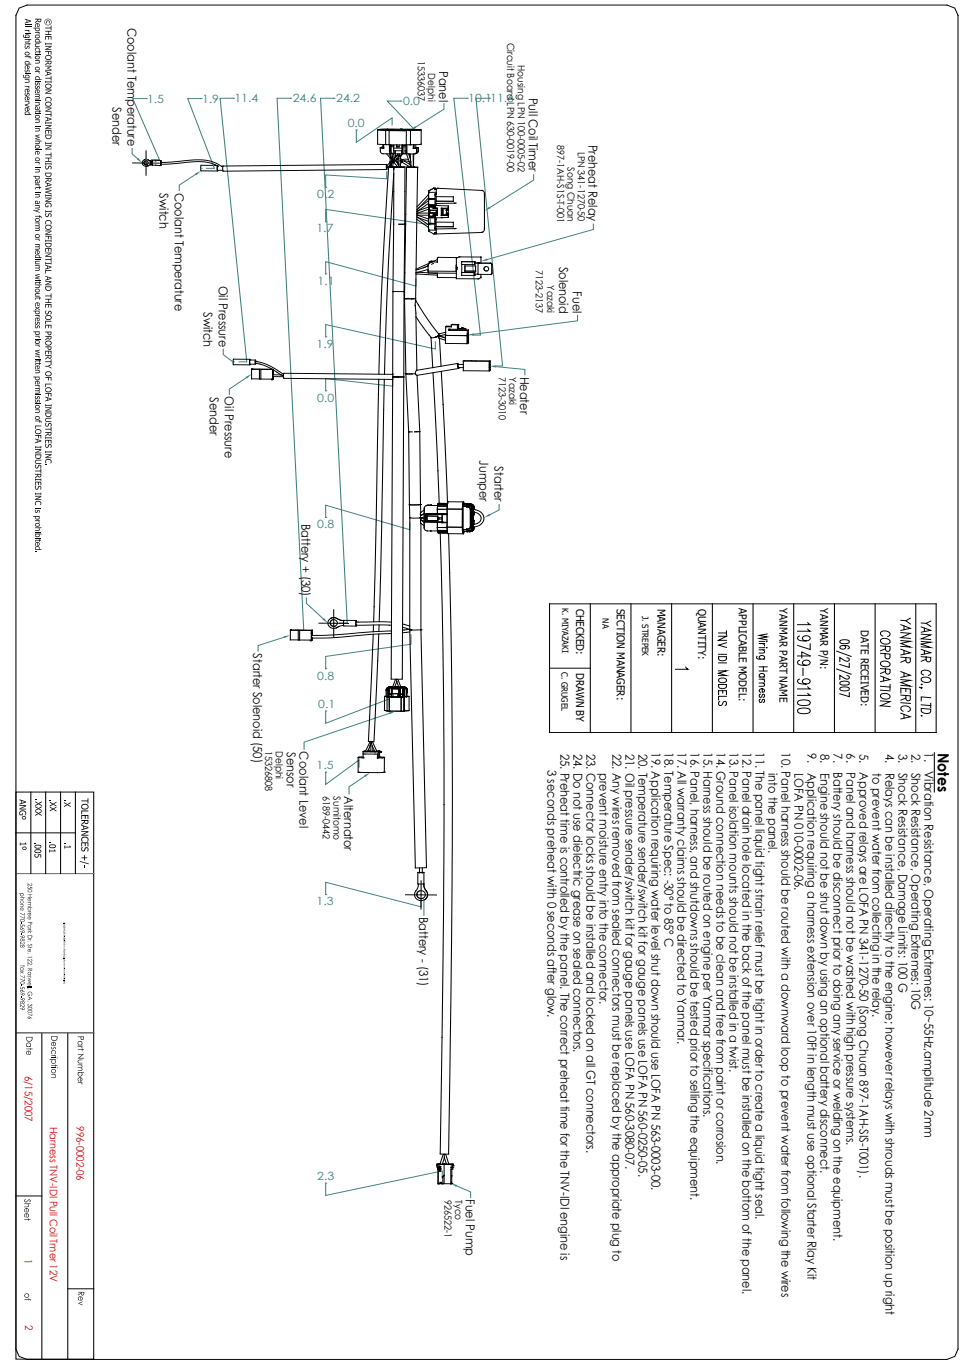 YANMAR CO., LTD.
YANMAR AMERICA
CORPORATION
DATE RECEIVED:
06/27/2007
YANMAR P/N:
119749-91100
YANMAR PART NAME
Wiring Harness
APPLICABLE MODEL:
TNV IDI MODELS
QUANTITY:
1
MANAGER:
J. STREPEK
SECTION MANAGER:
NA
CHECKED:
K. MIYAZAKI
DRAWN BY
C. GRUGEL
Notes
1. Vibration Resistance, Operating Extremes: 10~55Hz,amplitude 2mm
2. Shock Resistance, Operating Extremes: 10G
3. Shock Resistance, Damage Limits: 100 G
4. Relays can be installed directly to the engine; however relays with shrouds must be position up right
to prevent water from collecting in the relay.
5. Approved relays are LOFA PN 341-1270-50 (Song Chuan 897-1AH-SIS-T001).
6. Panel and harness should not be washed with high pressure systems.
7. Battery should be disconnect prior to doing any service or welding on the equipment.
8. Engine should not be shut down by using an optional battery disconnect.
9. Application requiring a harness extension over 10Ft in length must use optional Starter Rlay Kit
LOFA PN 010-0002-06.
10. Panel harness should be routed with a downward loop to prevent water from following the wires
into the panel.
11. The panel liquid tight strain relief must be tight in order to create a liquid tight seal.
12. Panel drain hole located in the back of the panel must be installed on the bottom of the panel.
13. Panel isolation mounts should not be installed in a twist.
14. Ground connection needs to be clean and free from paint or corrosion.
15. Harness should be routed on engine per Yanmar specifications.
16. Panel, harness, and shutdowns should be tested prior to selling the equipment.
17. All warranty claims should be directed to Yanmar.
18. Temperature Spec: -30° to 85° C
19. Application requiring water level shut down should use LOFA PN 563-0003-00.
20. Temperature sender/switch kit for gauge panels use LOFA PN 560-0250-05.
21. Oil pressure sender/switch kit for gauge panels use LOFA PN 560-3080-07.
22. Any wires removed from sealed connectors must be replaced by the appropriate plug to
prevent moisture entry into the connector.
23. Connector locks should be installed and locked on all GT connectors.
24. Do not use dielectric grease on sealed connectors.
25. Preheat time is controlled by the panel. The correct preheat time for the TNV-IDI engine is
3 seconds preheat with 0 seconds after glow.
Preheat Relay
LPN 341-1270-50
Song Chuan
897-1AH-S1S-T-001
Fuel
Solenoid
Yazaki
7123-2137
Pull Coil Timer
Housing LPN 100-0005-02
Circuit Board LPN 630-0019-00
Heater
Yazaki
7123-3010
Starter
Jumper
Panel
Delphi
15336037
10.1
0.0
24.2
24.6
11.4
1.9
1.5
0.0
0.2
1.7
1.1
1.9
0.0
0.8
0.8
0.1
1.5
1.3
2.3
Battery - (31)
Fuel Pump
Tyco
926522-1
Alternator
Sumitomo
6189-0442
Coolant Level
Sensor
Delphi
15326808
Battery + (30)
Starter Solenoid (50)
Oil Pressure
Switch
Oil Pressure
Sender
Coolant Temperature
Switch
Coolant Temperature
Sender
©THE INFORMATION CONTAINED IN THIS DRAWING IS CONFIDENTIAL AND THE SOLE PROPERTY OF LOFA INDUSTRIES INC.
Reproduction or dissemination in whole or in part in any form or medium without express prior written permission of LOFA INDUSTRIES INC is prohibited.
All rights of design reserved
TOLERANCES +/-
.X .1
.XX .01
.XXX .005
ANGº 1º
250 Hembree Park Dr. Ste. 122, Roswell, GA. 30076
phone 770-569-9828 fax 770-569-9829
Part Number 996-0002-06 Rev
Description Harness TNV-IDI Pull Coil Tmer 12V
Date 6/15/2007 Sheet 1 of 2